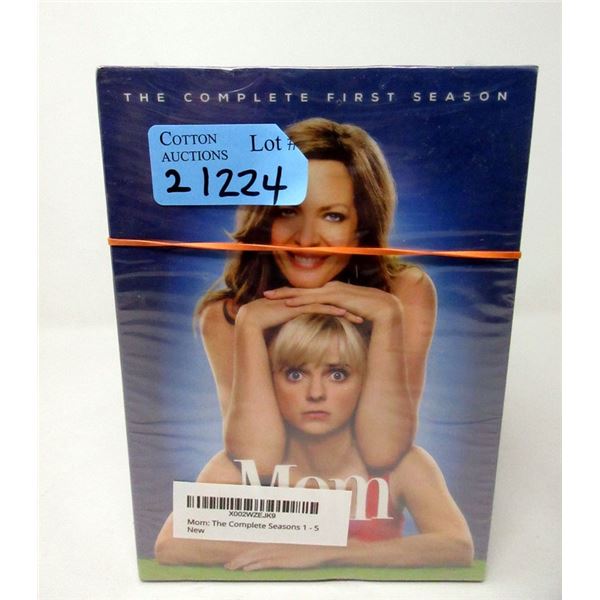 THE COMPLETE FIRST SEASON
COTTON AUCTIONS Lot #
21224
Mom
X002WZEJK9
Mom: The Complete Seasons 1 - 5
New